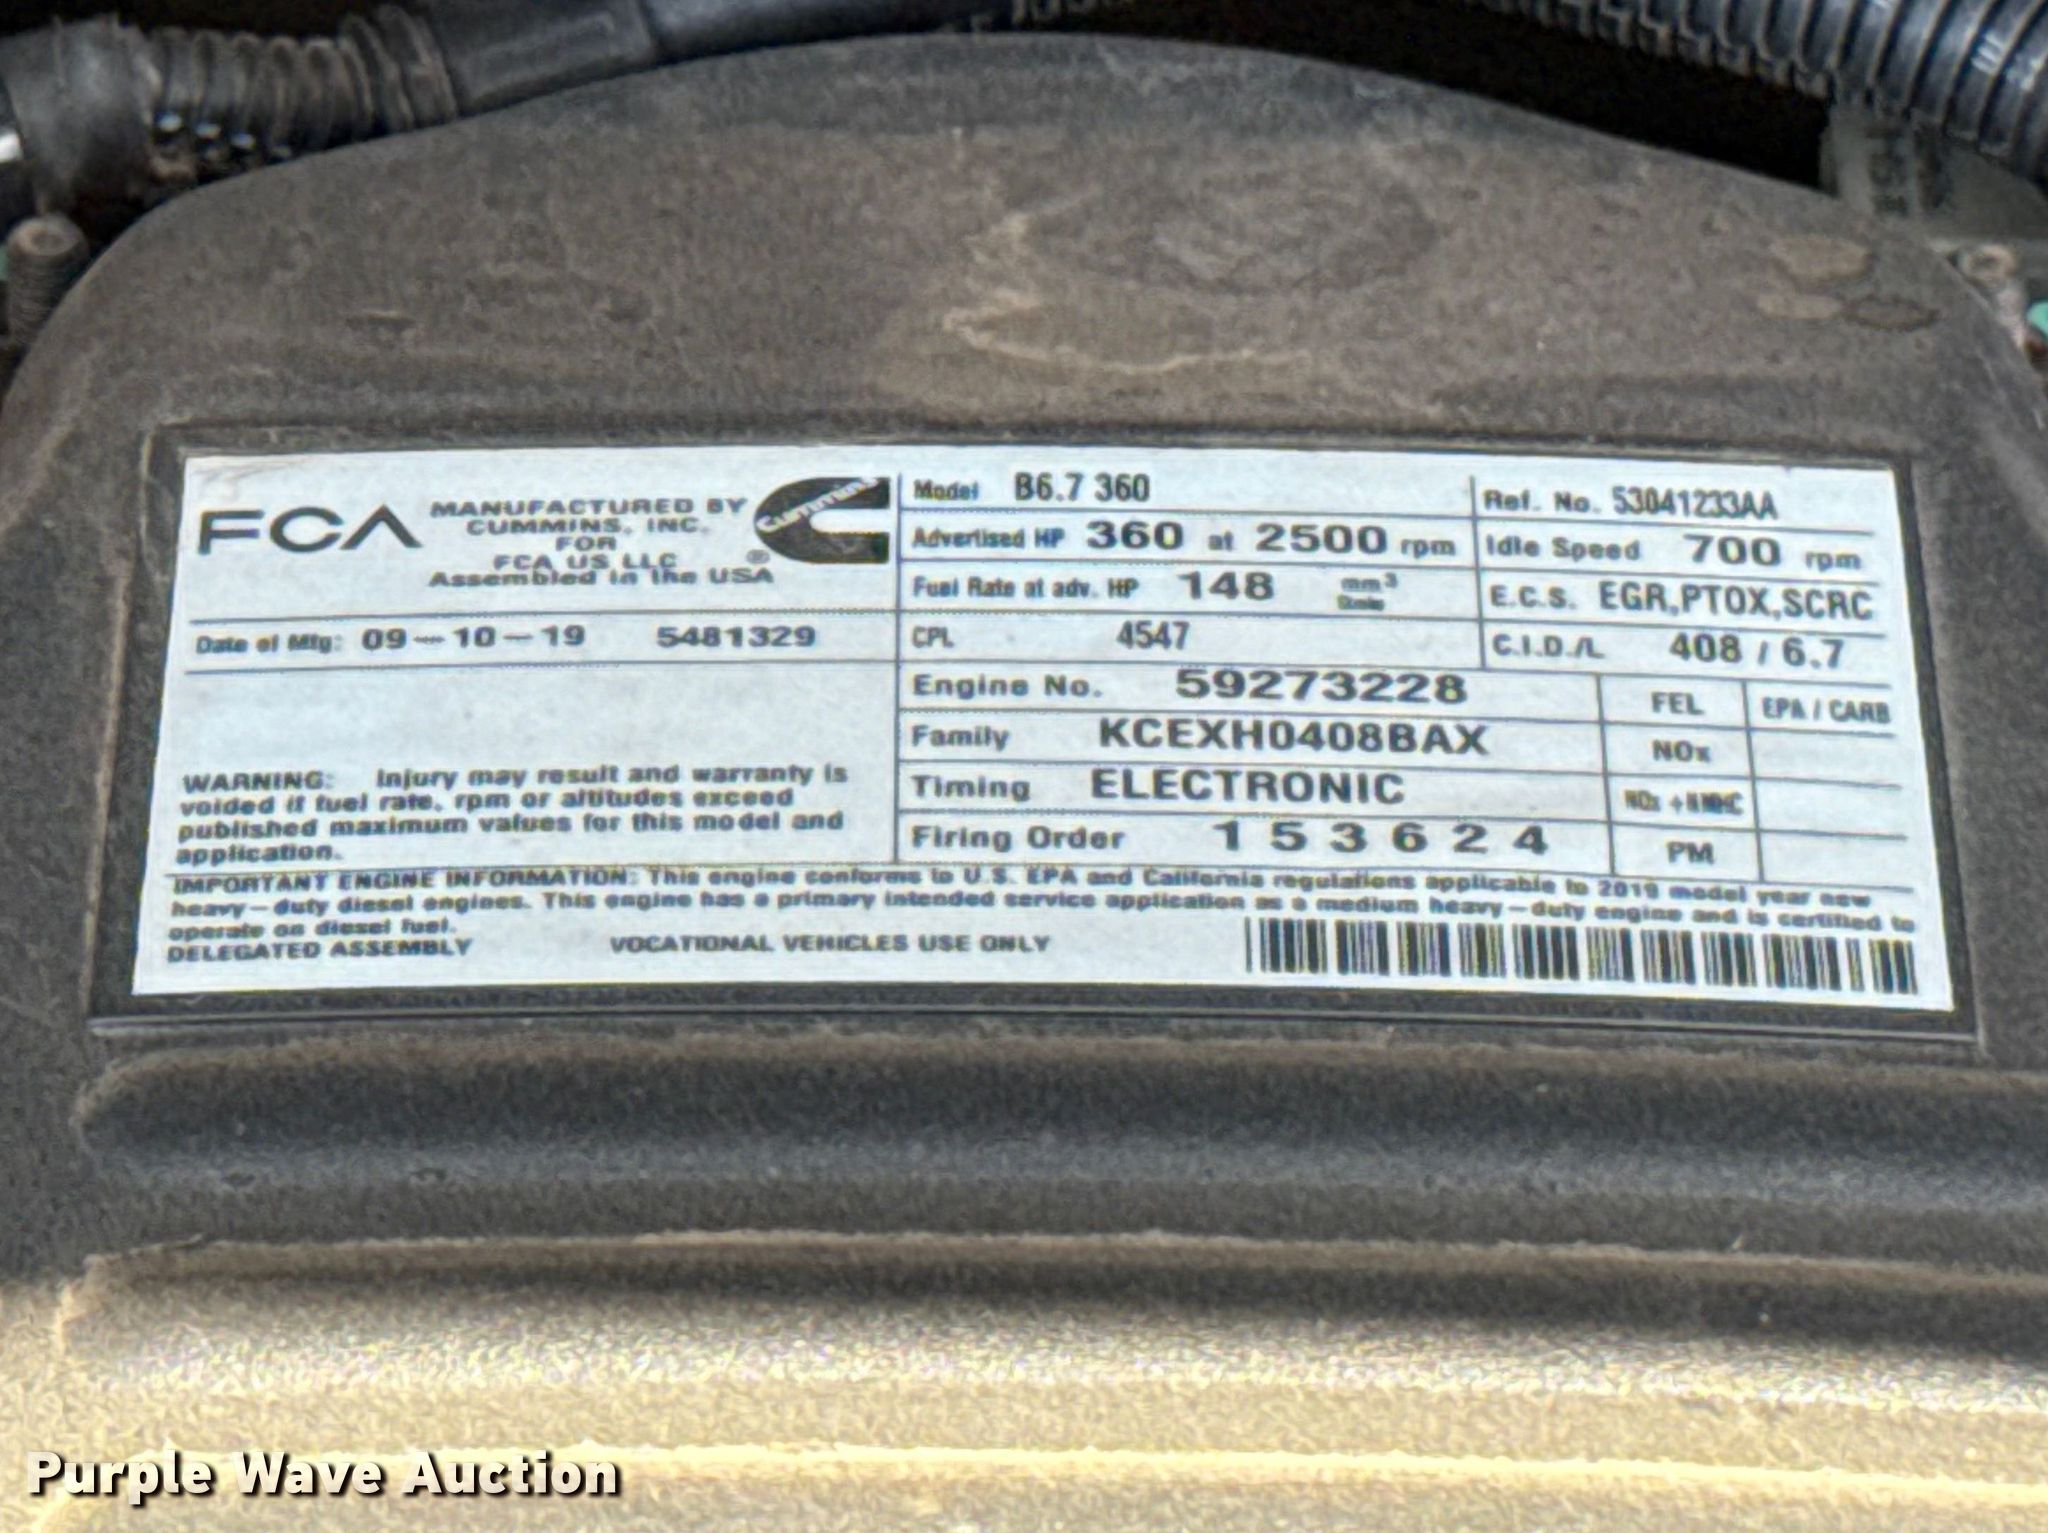 FCA
MANUFACTURED BY
CUMMINS, INC.
FOR
FCA US LLC
Assembled in the USA
Cummins ®
Date of Mfg: 09-10-19 5481329
WARNING: Injury may result and warranty is
voided if fuel rate, rpm or altitudes exceed
published maximum values for this model and
application.
Model B6.7 360
Ref. No. 53041233AA
Advertised HP 360 at 2500 rpm
Idle Speed 700 rpm
Fuel Rate at adv. HP 148 mm³
E.C.S. EGR,PTOX,SCRC
CPL 4547
C.I.D./L 408 / 6.7
Engine No. 59273228
FEL EPA / CARB
Family KCEXH0408BAX
NOx
Timing ELECTRONIC
NOx +NMHC
Firing Order 1 5 3 6 2 4
PM
IMPORTANT ENGINE INFORMATION: This engine conforms to U.S. EPA and California regulations applicable to 2019 model year new
heavy-duty diesel engines. This engine has a primary intended service application as a medium heavy-duty engine and is certified to
operate on diesel fuel.
DELEGATED ASSEMBLY VOCATIONAL VEHICLES USE ONLY
Purple Wave Auction